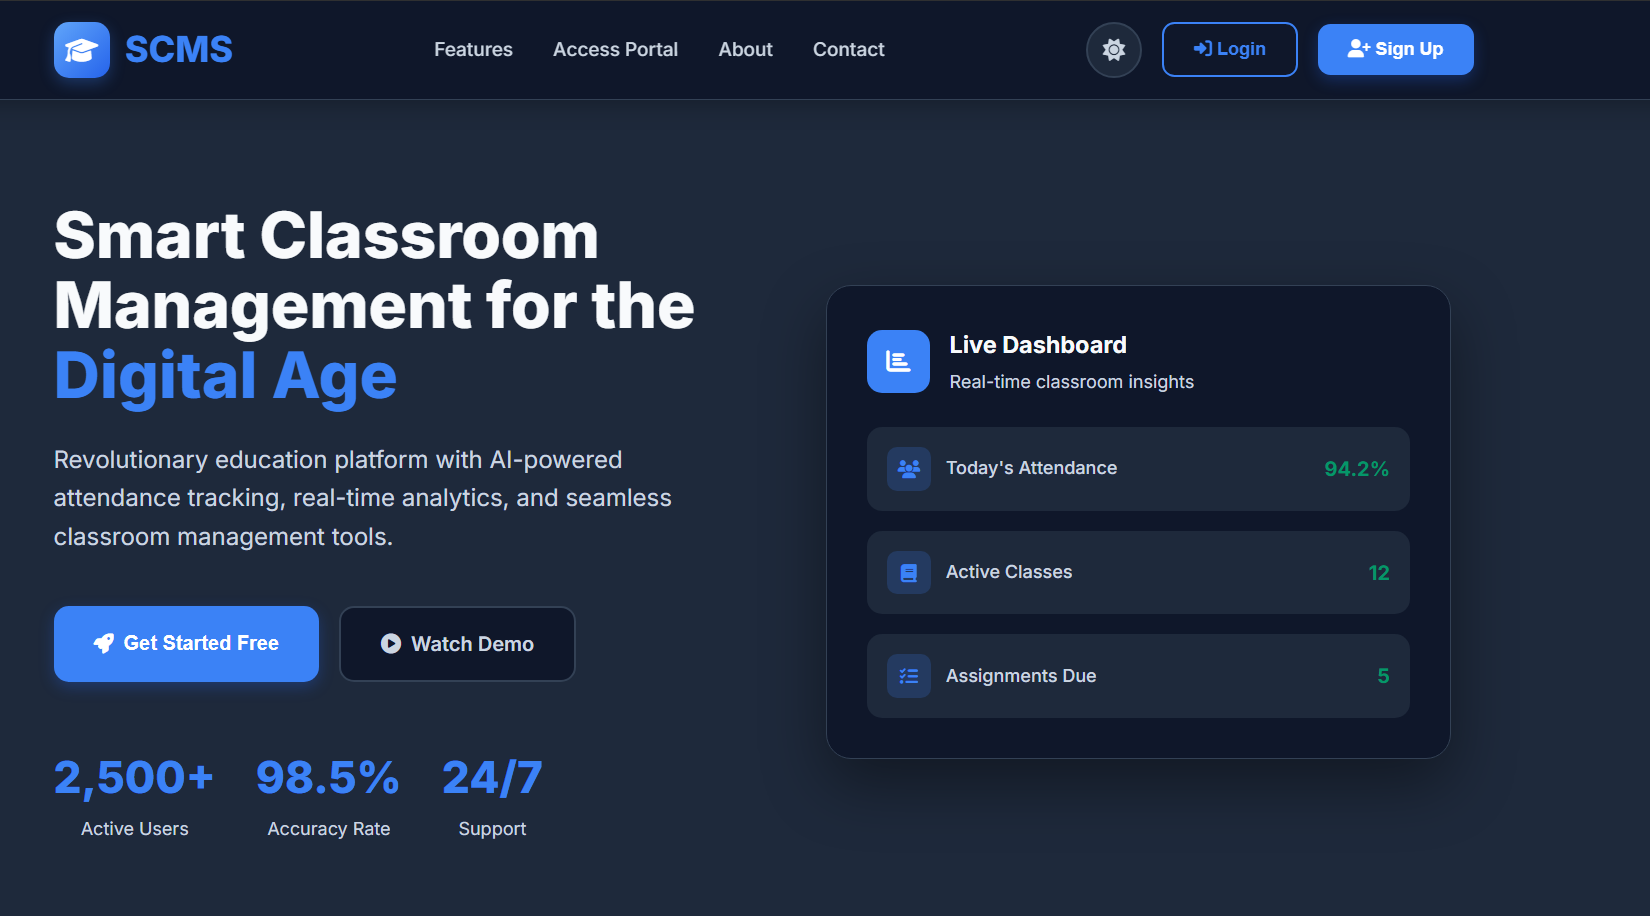 SCMS
Features
Access Portal
About
Contact
Login
Sign Up
Smart Classroom
Management for the
Digital Age
Revolutionary education platform with AI-powered
attendance tracking, real-time analytics, and seamless
classroom management tools.
Get Started Free
Watch Demo
2,500+
Active Users
98.5%
Accuracy Rate
24/7
Support
Live Dashboard
Real-time classroom insights
Today's Attendance
94.2%
Active Classes
12
Assignments Due
5